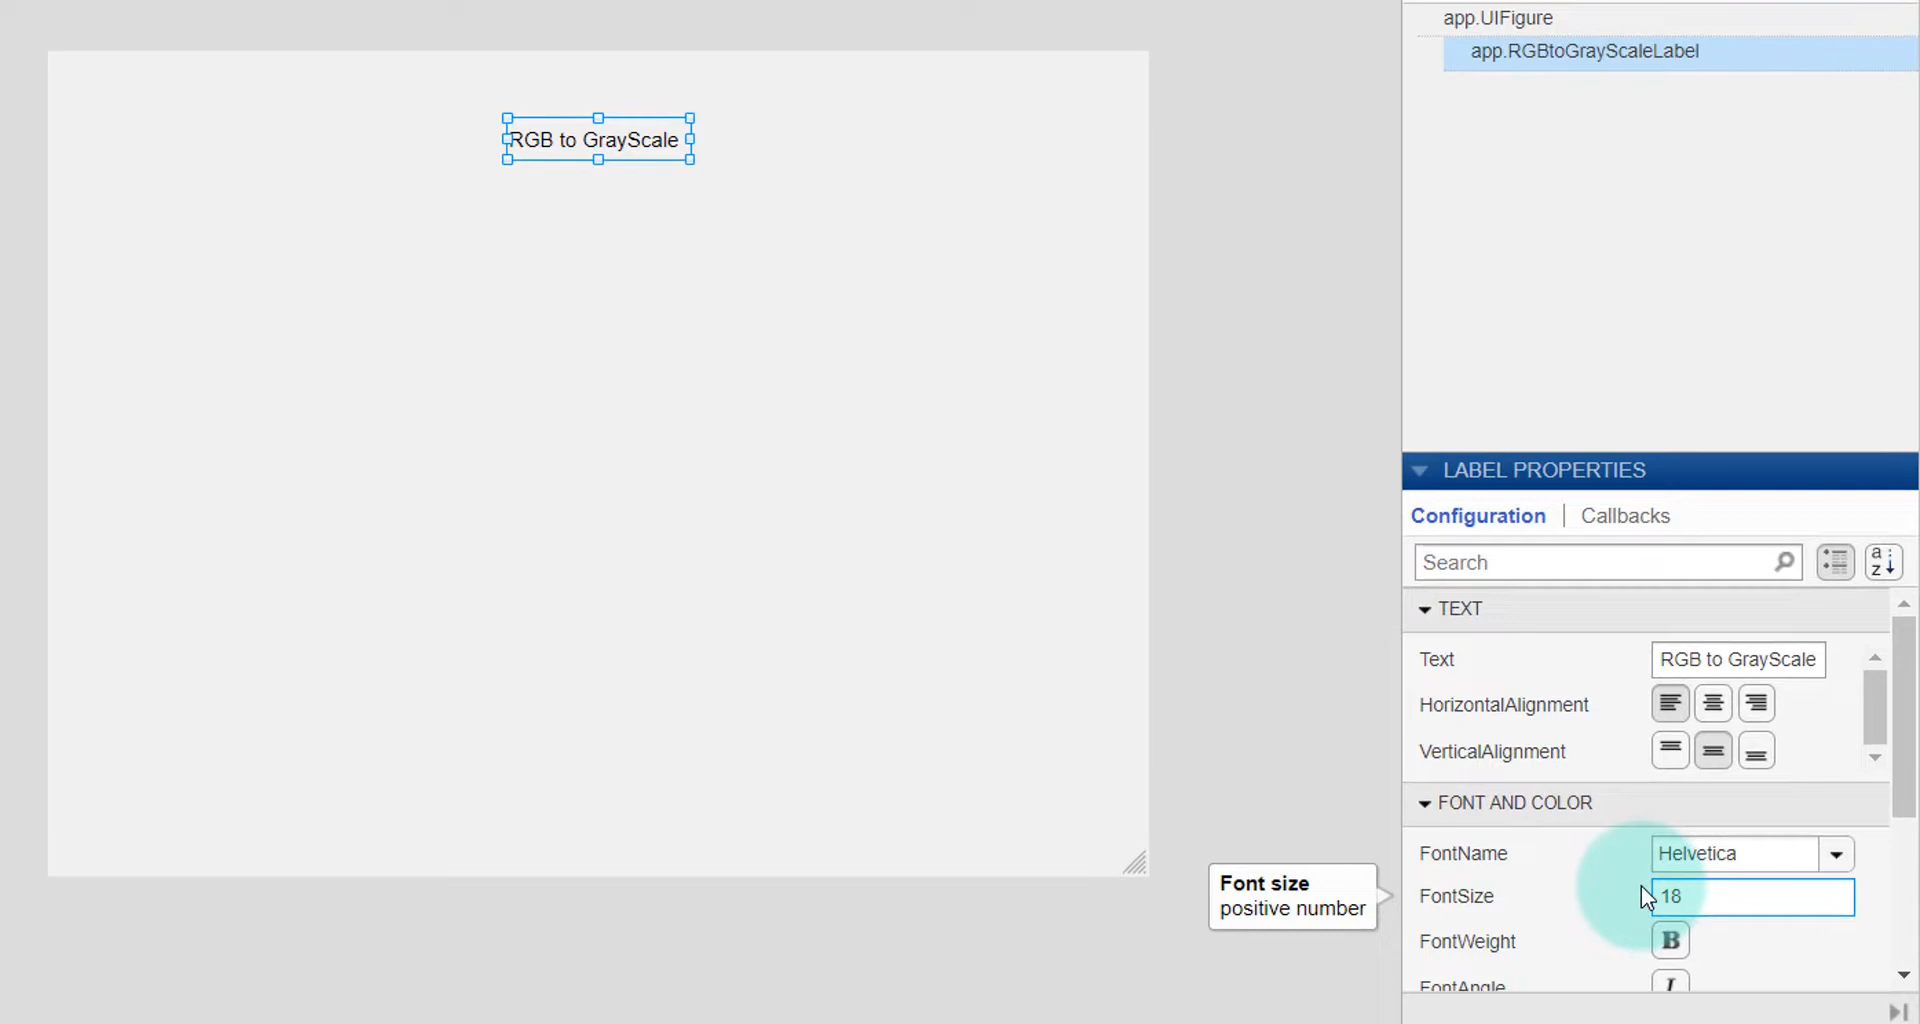 app.UIFigure
app.RGBtoGrayScaleLabel
RGB to GrayScale
LABEL PROPERTIES
Configuration | Callbacks
Search
TEXT
Text RGB to GrayScale
HorizontalAlignment
VerticalAlignment
FONT AND COLOR
FontName Helvetica
Font size
positive number
FontSize 18
FontWeight B
FontAngle I